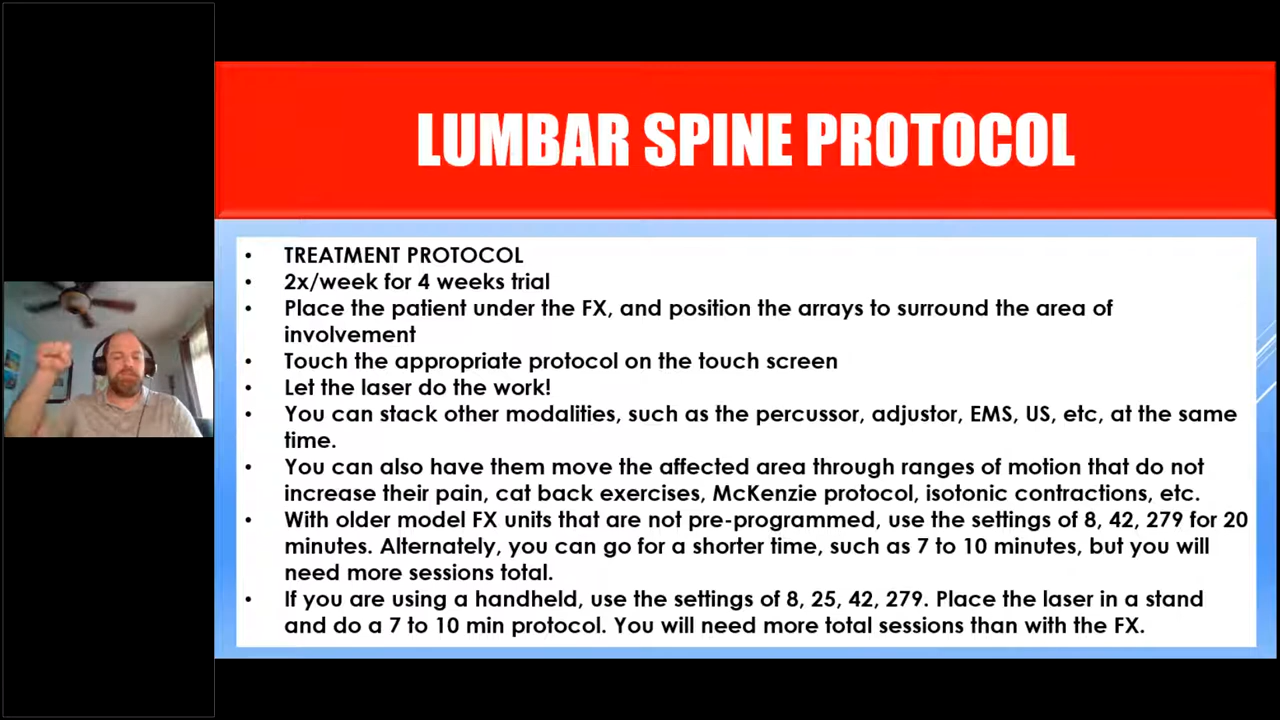 LUMBAR SPINE PROTOCOL
• TREATMENT PROTOCOL
• 2x/week for 4 weeks trial
• Place the patient under the FX, and position the arrays to surround the area of
involvement
• Touch the appropriate protocol on the touch screen
• Let the laser do the work!
• You can stack other modalities, such as the percussor, adjustor, EMS, US, etc, at the same
time.
• You can also have them move the affected area through ranges of motion that do not
increase their pain, cat back exercises, McKenzie protocol, isotonic contractions, etc.
• With older model FX units that are not pre-programmed, use the settings of 8, 42, 279 for 20
minutes. Alternately, you can go for a shorter time, such as 7 to 10 minutes, but you will
need more sessions total.
• If you are using a handheld, use the settings of 8, 25, 42, 279. Place the laser in a stand
and do a 7 to 10 min protocol. You will need more total sessions than with the FX.